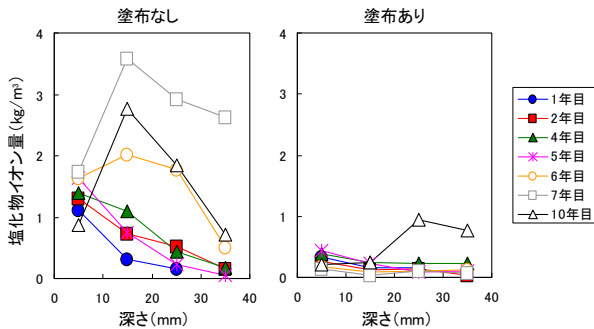 塗布なし
塩化物イオン量(kg/m³)
4
3
2
1
0
0 10 20 30 40
深さ(mm)
塗布あり
4
3
2
1
0
0 10 20 30 40
深さ(mm)
1年目
2年目
4年目
5年目
6年目
7年目
10年目